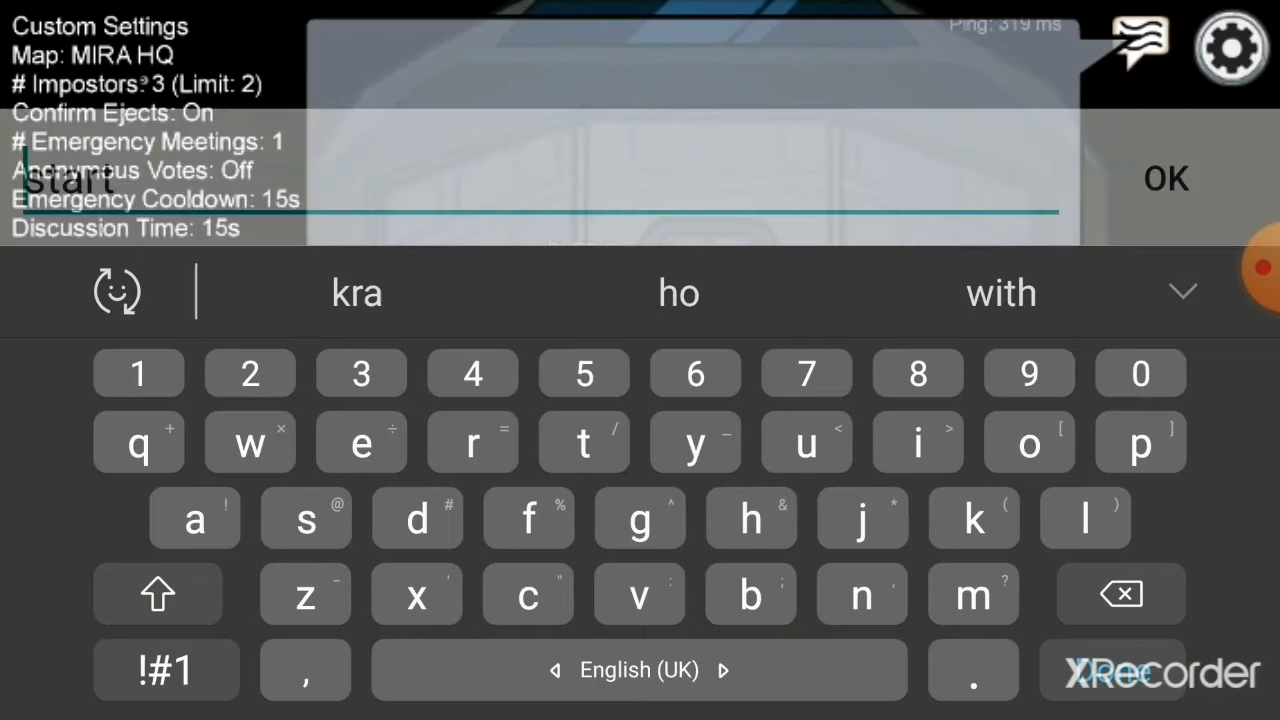 Custom Settings
Map: MIRA HQ
# Impostors: 3 (Limit: 2)
Confirm Ejects: On
# Emergency Meetings: 1
Anonymous Votes: Off
Emergency Cooldown: 15s
Discussion Time: 15s
Ping: 319 ms
start
OK
kra ho with
1 2 3 4 5 6 7 8 9 0
q + w × e ÷ r = t / y _ u < i > o [ p ]
a ! s @ d # f % g ^ h & j * k ( l )
z - x ' c " v : b ; n , m ?
!#1 , English (UK) . Done
XRecorder